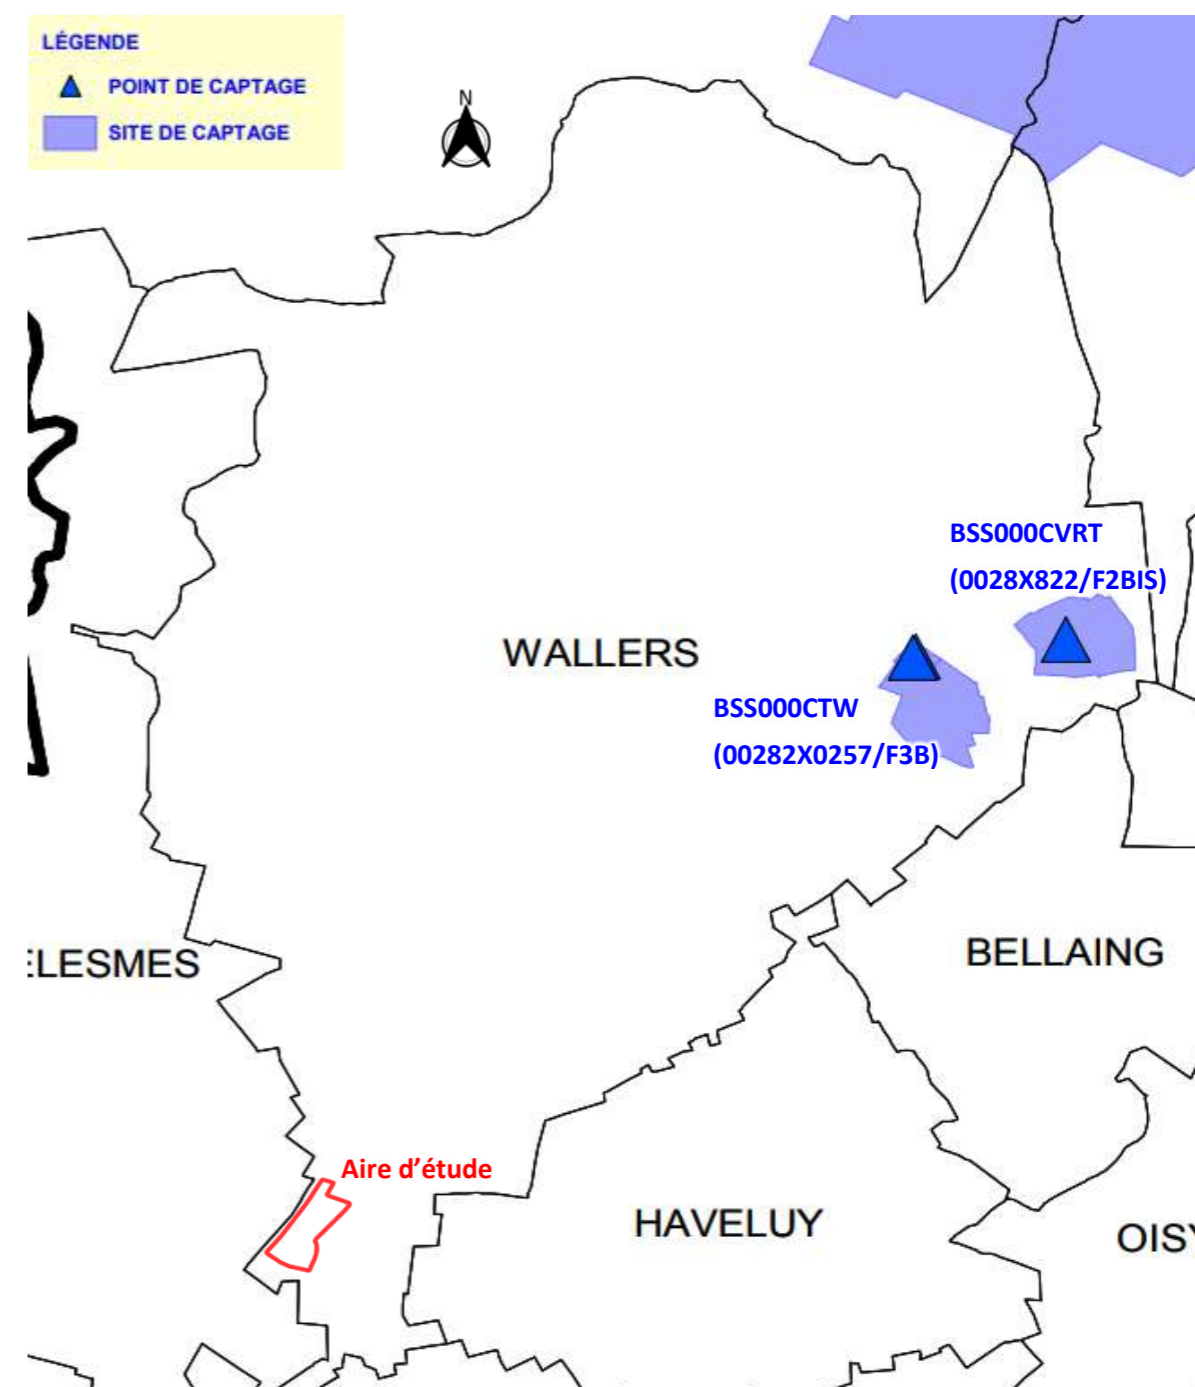 LÉGENDE
POINT DE CAPTAGE
SITE DE CAPTAGE
N
BSS000CVRT
(0028X822/F2BIS)
WALLERS
BSS000CTW
(00282X0257/F3B)
ELESMES
BELLAING
Aire d’étude
HAVELUY
OISY